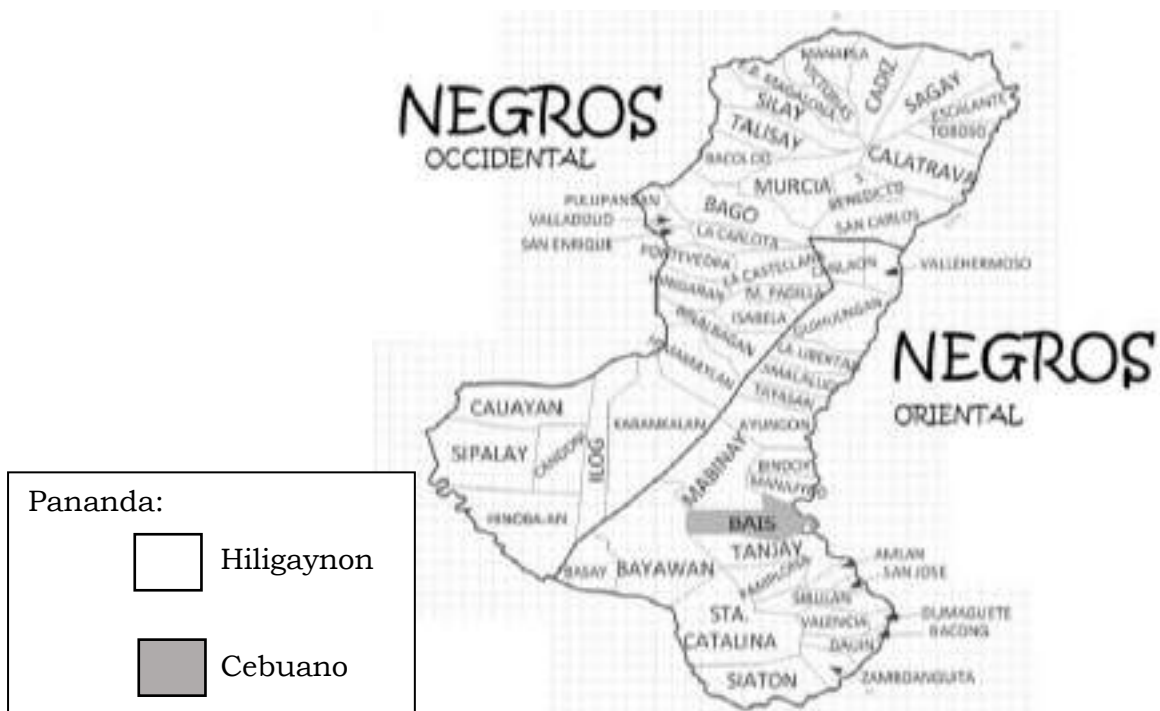 NEGROS
OCCIDENTAL
MANAPLA
E.B. MAGALONA
VICTORIAS
CADIZ
SAGAY
ESCALANTE
TOBOSO
SILAY
TALISAY
CALATRAVA
BACOLOD
MURCIA
S.
BENEDICTO
SAN CARLOS
PULUPANDAN
VALLADOLID
SAN ENRIQUE
BAGO
LA CARLOTA
PONTEVEDRA
LA CASTELLANA
CANLAON
VALLEHERMOSO
HINIGARAN
M. PADILLA
ISABELA
GUIHULNGAN
BINALBAGAN
LA LIBERTAD
HIMAMAYLAN
TAYASAN
NEGROS
ORIENTAL
CAUAYAN
KABANKALAN
AYUNGON
SIPALAY
CANDONI
ILOG
MABINAY
BINDOY
MANJUYOD
HINOBAAN
BAIS
TANJAY
BASAY
BAYAWAN
PAMPLONA
AMLAN
SAN JOSE
SIBULAN
STA.
CATALINA
VALENCIA
DUMAGUETE
BACONG
DAUIN
SIATON
ZAMBOANGUITA
Pananda:
Hiligaynon
Cebuano